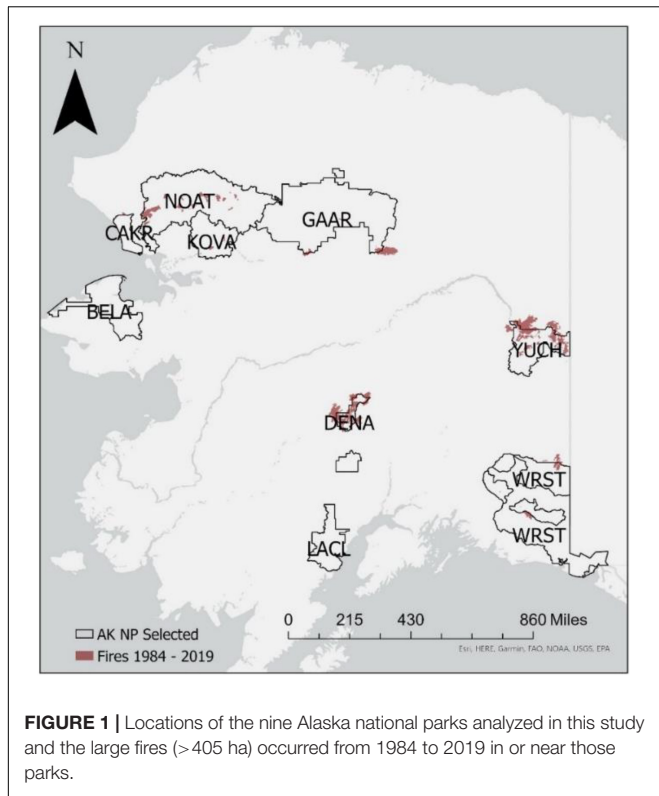 N
NOAT
GAAR
CAKR
KOVA
BELA
YUCH
DENA
WRST
WRST
LACL
0 215 430 860 Miles
AK NP Selected
Fires 1984 - 2019
Esri, HERE, Garmin, FAO, NOAA, USGS, EPA
FIGURE 1 | Locations of the nine Alaska national parks analyzed in this study
and the large fires (>405 ha) occurred from 1984 to 2019 in or near those
parks.